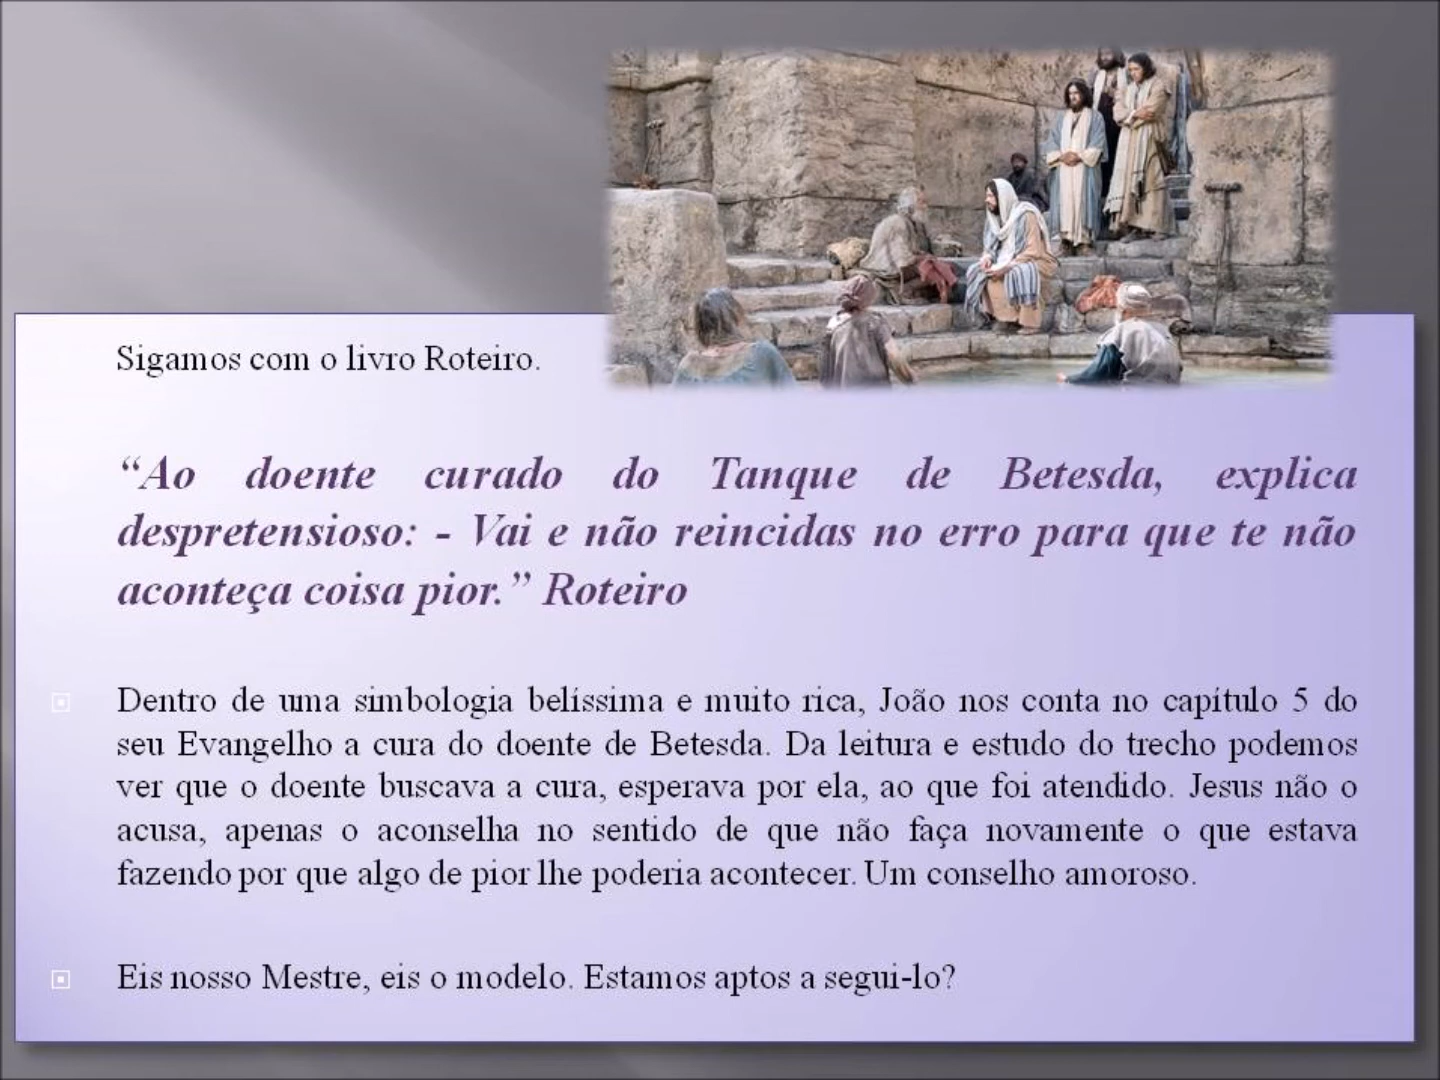 Sigamos com o livro Roteiro.
“Ao doente curado do Tanque de Betesda, explica
despretensioso: - Vai e não reincidas no erro para que te não
aconteça coisa pior.” Roteiro
Dentro de uma simbologia belíssima e muito rica, João nos conta no capítulo 5 do
seu Evangelho a cura do doente de Betesda. Da leitura e estudo do trecho podemos
ver que o doente buscava a cura, esperava por ela, ao que foi atendido. Jesus não o
acusa, apenas o aconselha no sentido de que não faça novamente o que estava
fazendo por que algo de pior lhe poderia acontecer. Um conselho amoroso.
Eis nosso Mestre, eis o modelo. Estamos aptos a segui-lo?